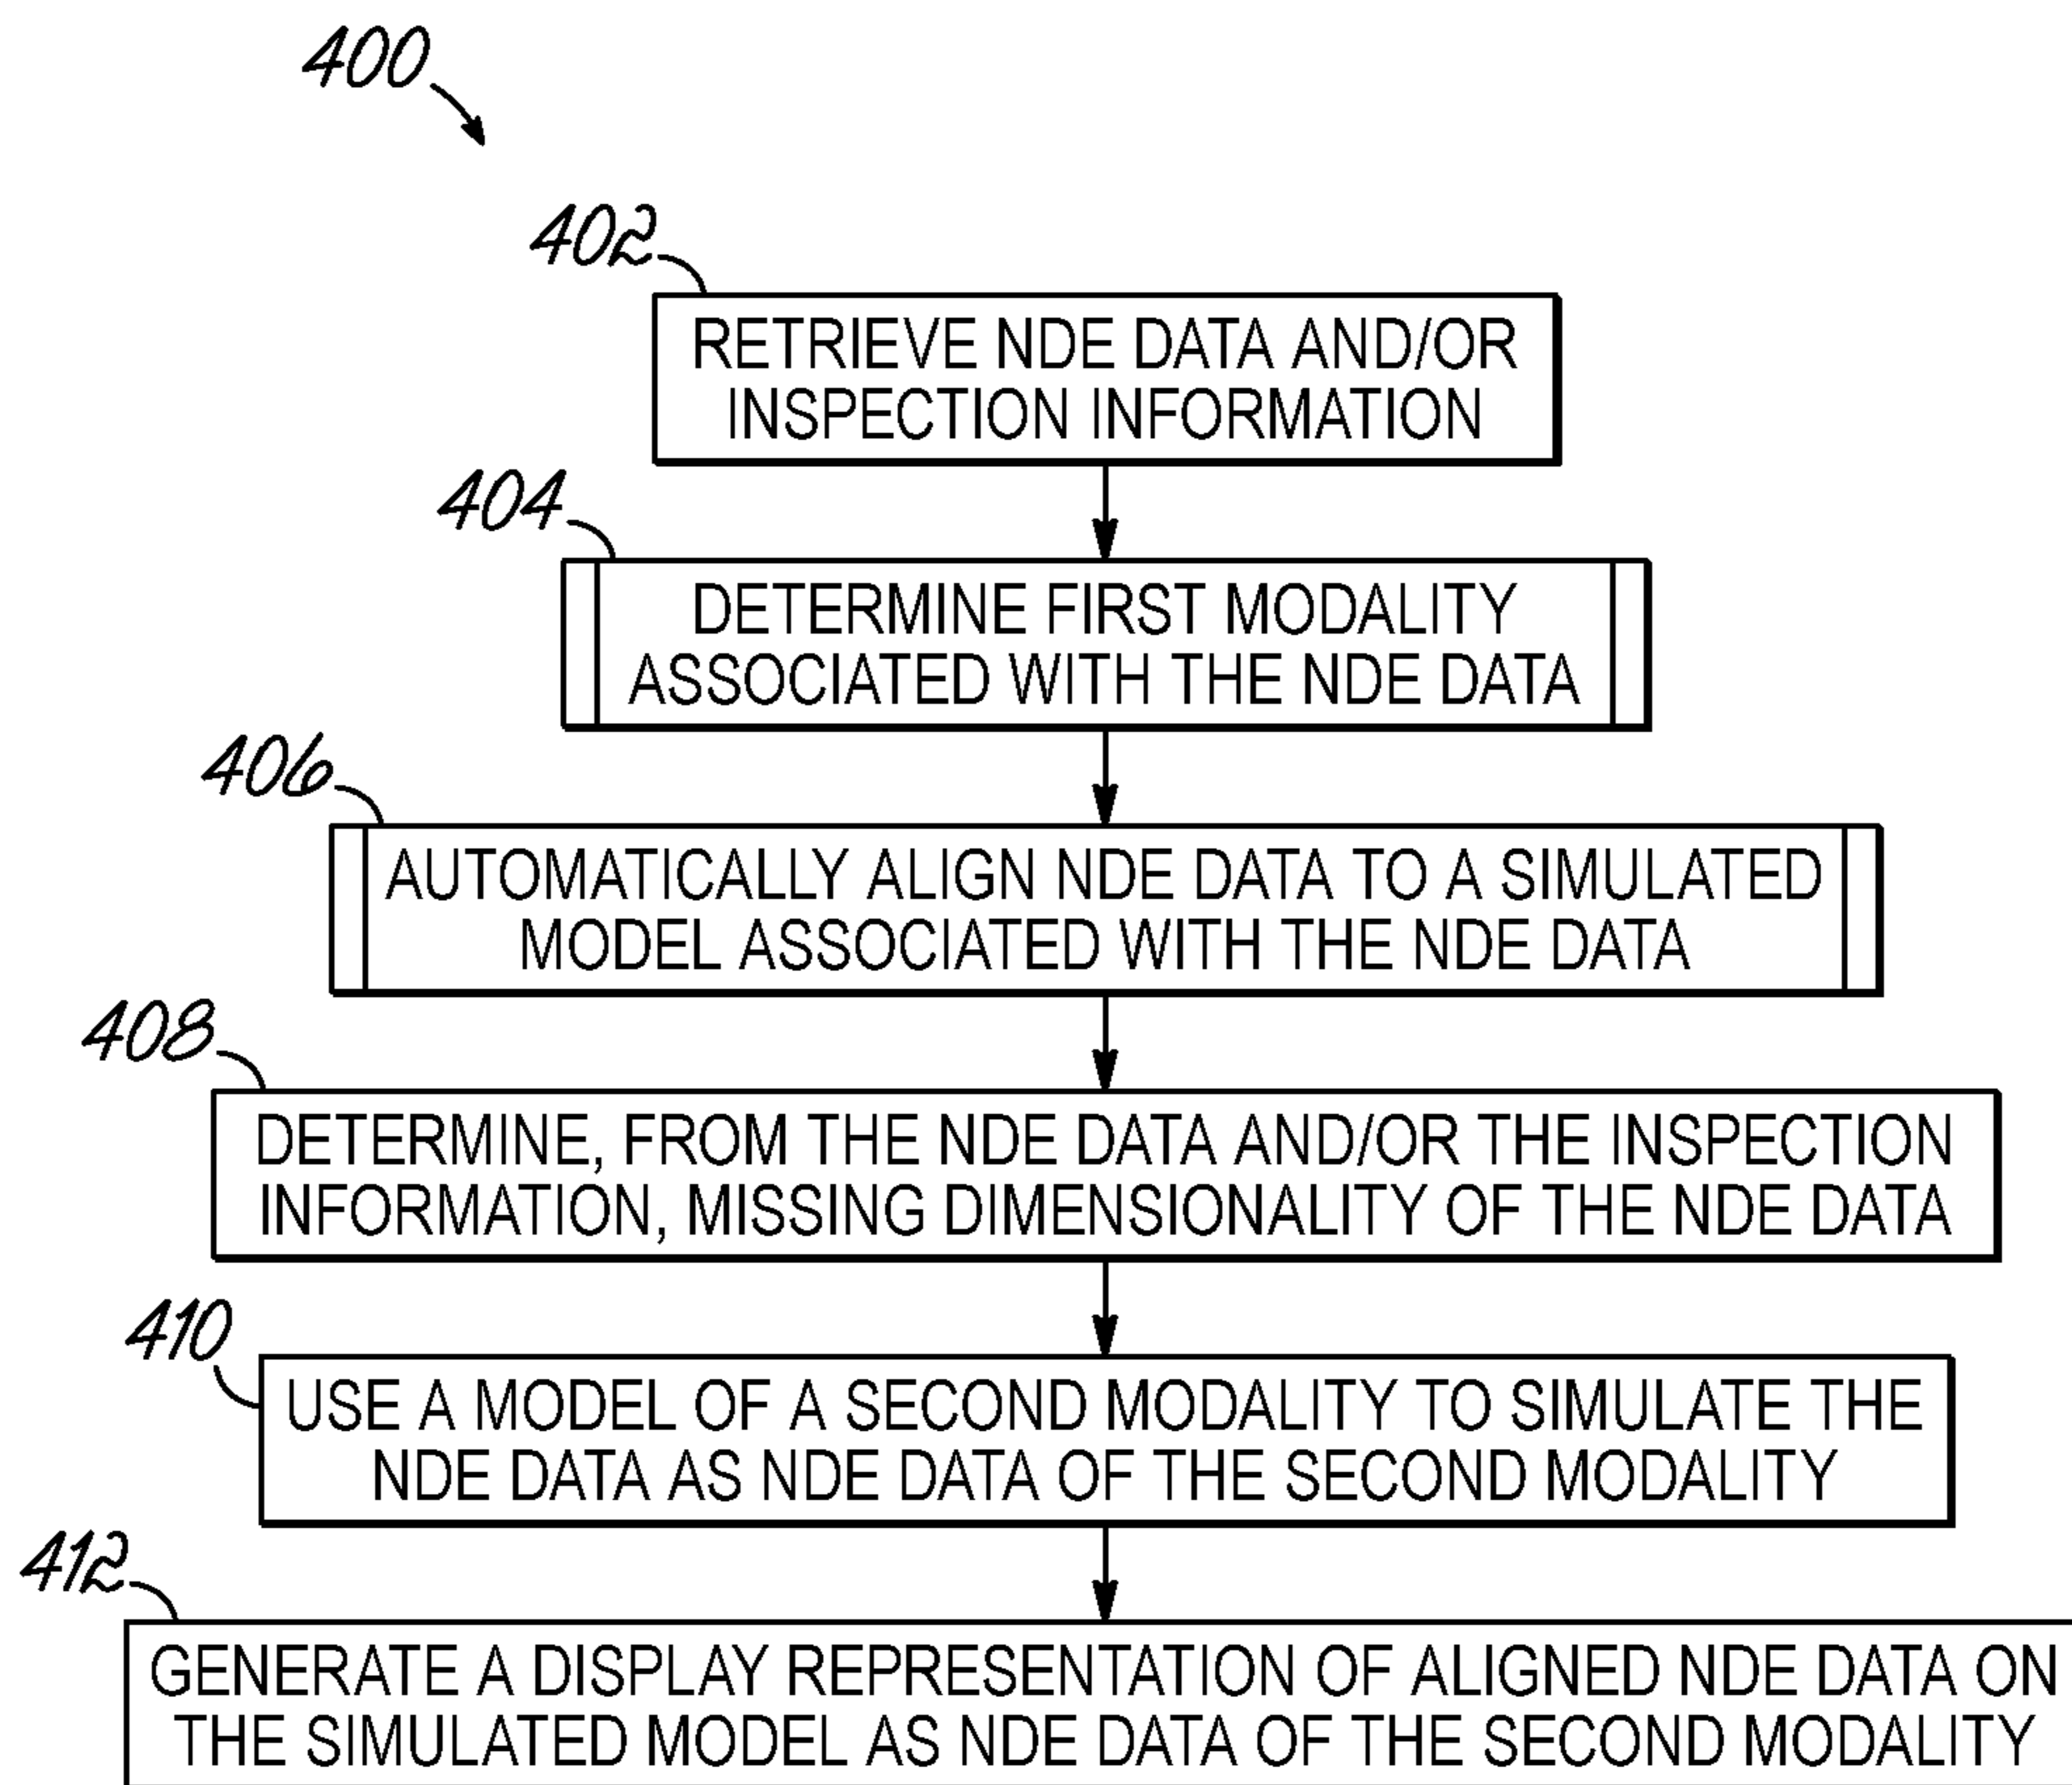 400
402
RETRIEVE NDE DATA AND/OR
INSPECTION INFORMATION
404
DETERMINE FIRST MODALITY
ASSOCIATED WITH THE NDE DATA
406
AUTOMATICALLY ALIGN NDE DATA TO A SIMULATED
MODEL ASSOCIATED WITH THE NDE DATA
408
DETERMINE, FROM THE NDE DATA AND/OR THE INSPECTION
INFORMATION, MISSING DIMENSIONALITY OF THE NDE DATA
410
USE A MODEL OF A SECOND MODALITY TO SIMULATE THE
NDE DATA AS NDE DATA OF THE SECOND MODALITY
412
GENERATE A DISPLAY REPRESENTATION OF ALIGNED NDE DATA ON
THE SIMULATED MODEL AS NDE DATA OF THE SECOND MODALITY